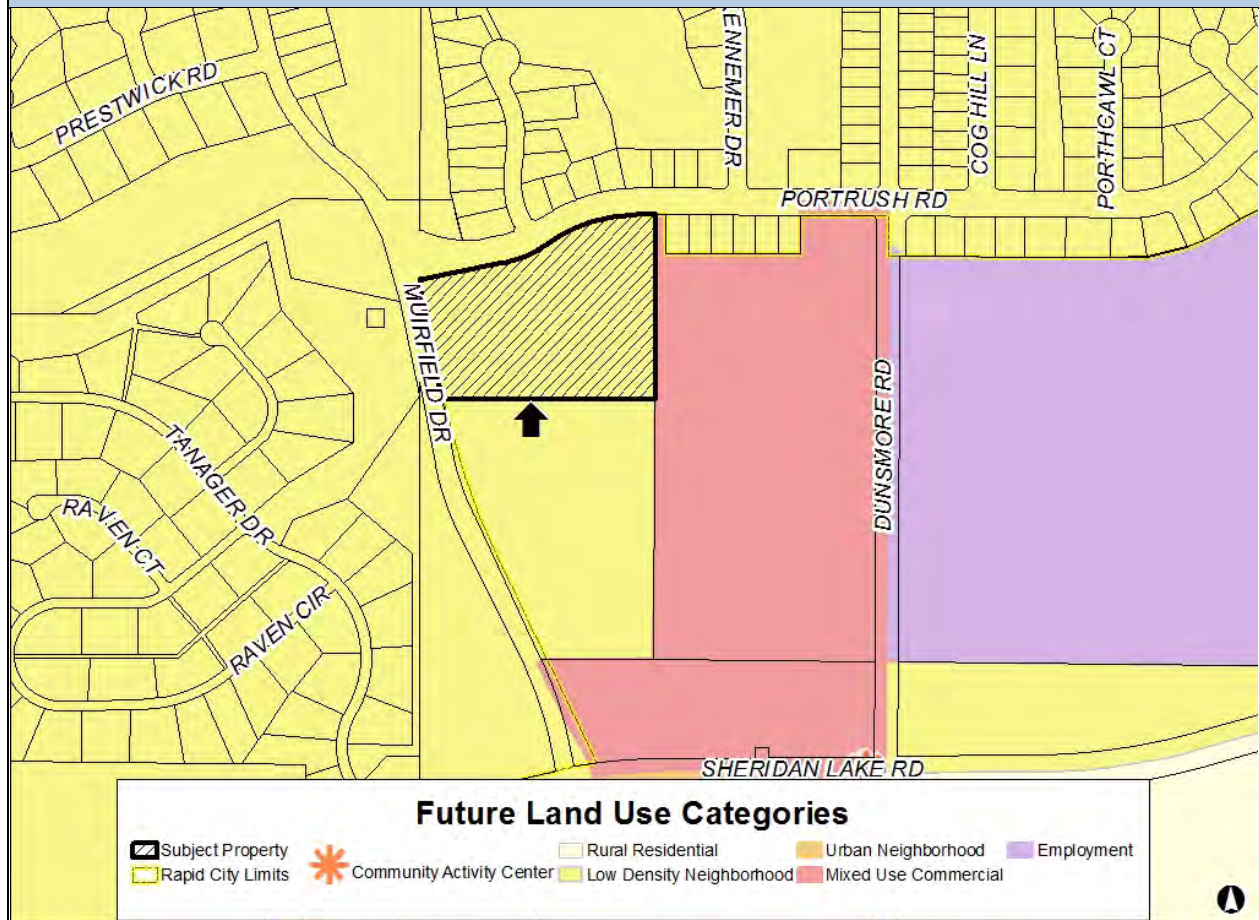 PRESTWICK RD
ENNEMER DR
COG HILL LN
PORTHCAWL CT
PORTRUSH RD
MUIRFIELD DR
DUNSMORE RD
TANAGER DR
RAVEN CT
RAVEN CIR
SHERIDAN LAKE RD
Future Land Use Categories
Subject Property
Rapid City Limits
Community Activity Center
Rural Residential
Low Density Neighborhood
Urban Neighborhood
Mixed Use Commercial
Employment